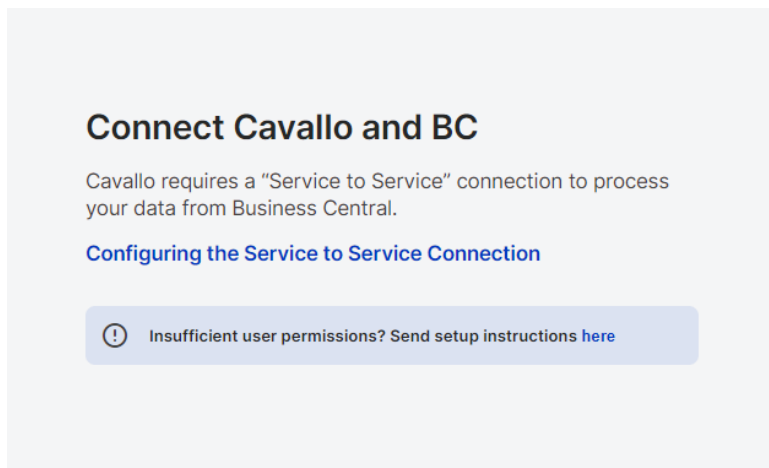 Connect Cavallo and BC
Cavallo requires a “Service to Service” connection to process
your data from Business Central.
Configuring the Service to Service Connection
Insufficient user permissions? Send setup instructions here